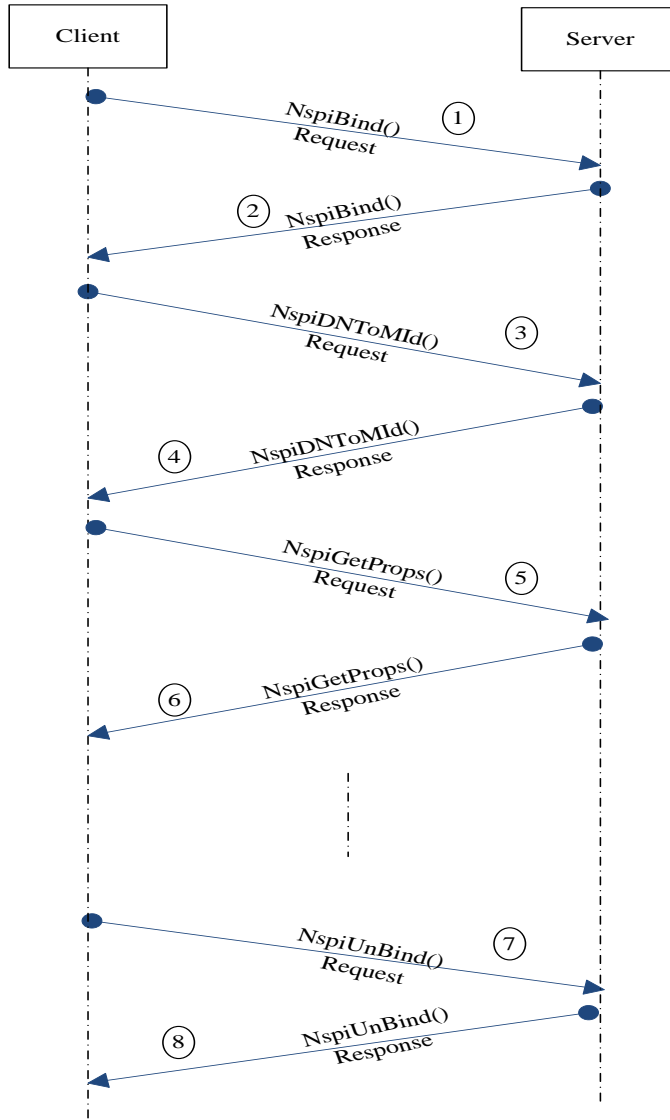 Client
Server
NspiBind()
Request
1
2
NspiBind()
Response
NspiDNToMId()
Request
3
NspiDNToMId()
Response
4
NspiGetProps()
Request
5
NspiGetProps()
Response
6
NspiUnBind()
Request
7
NspiUnBind()
Response
8